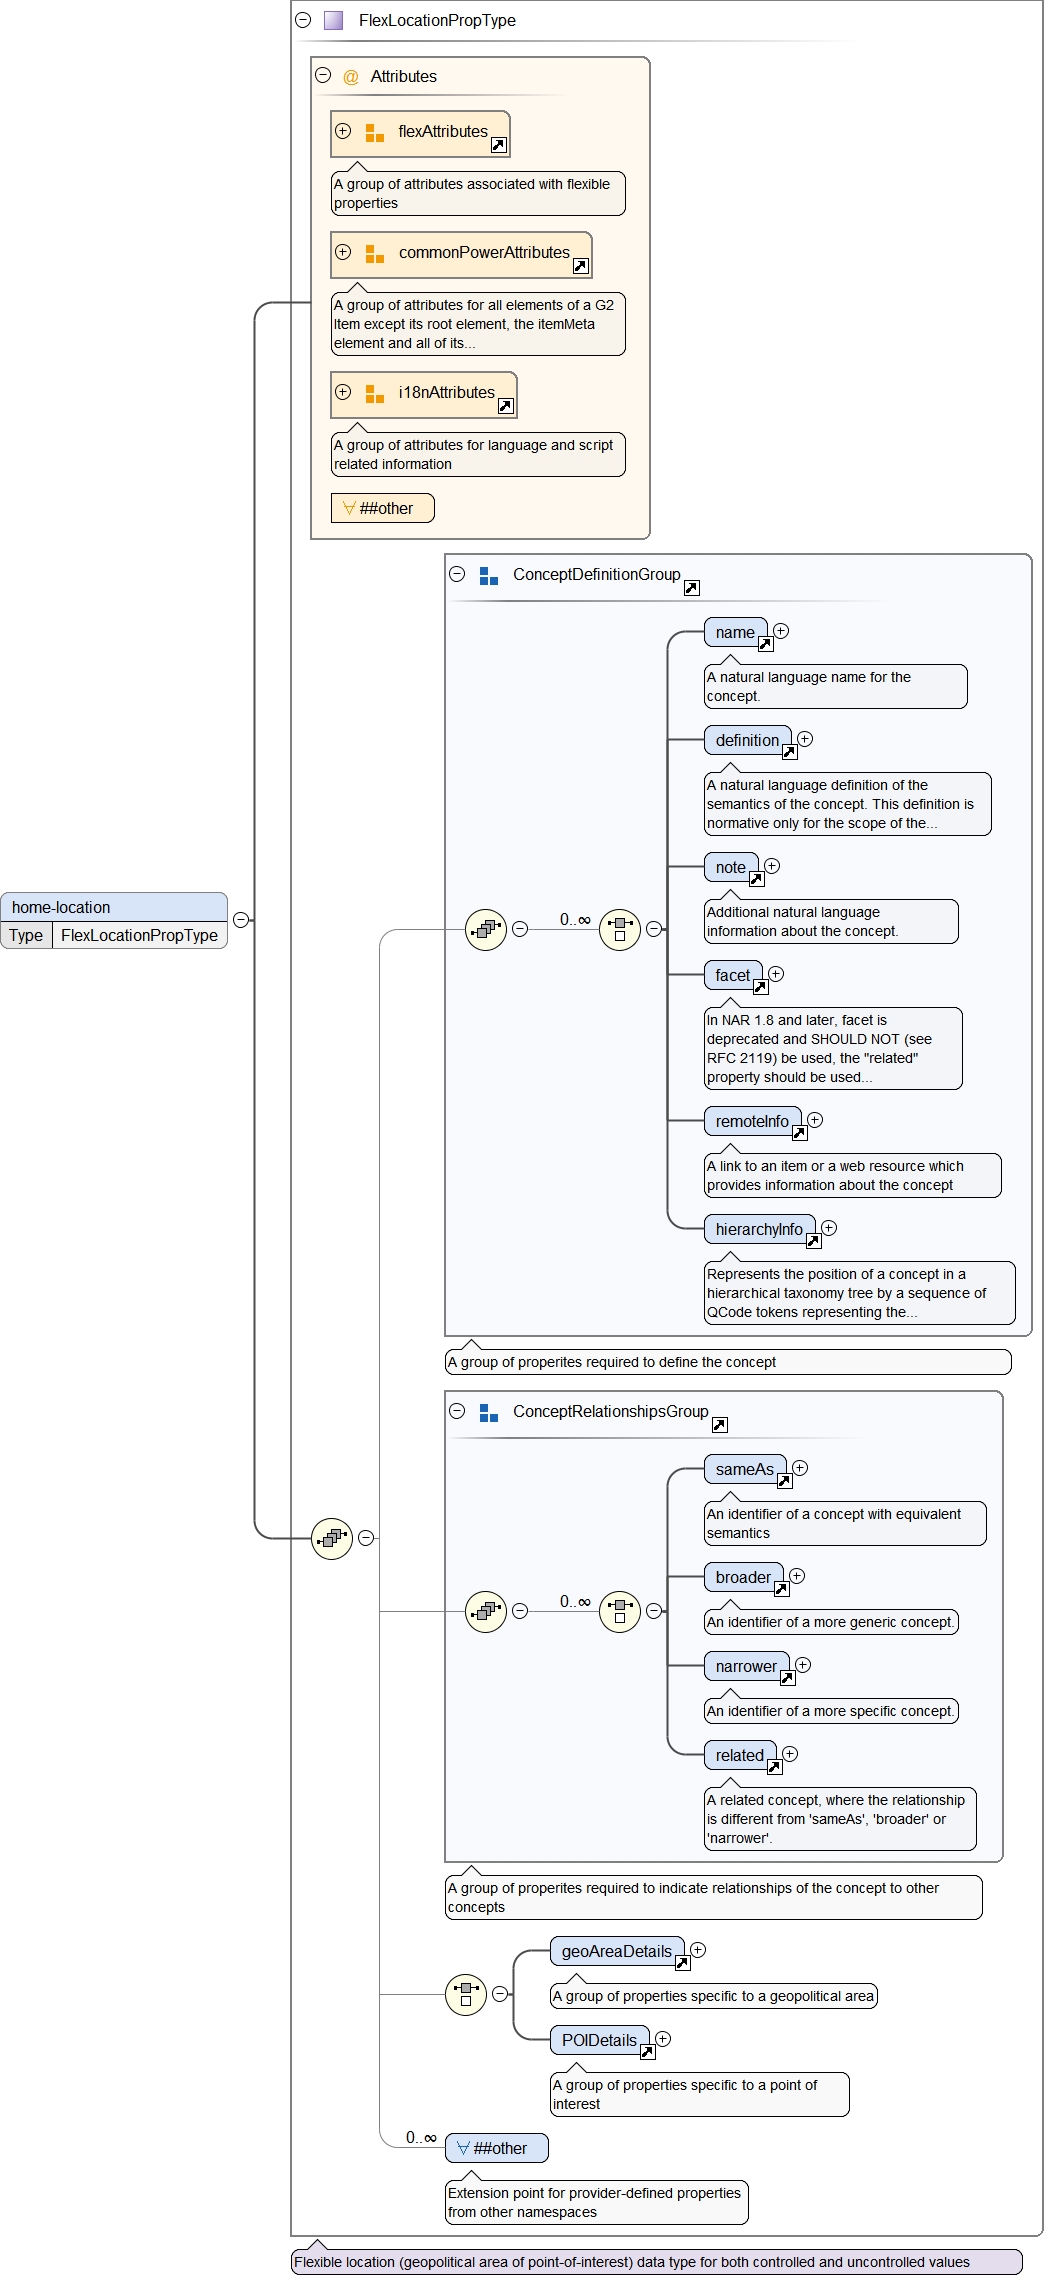 FlexLocationPropType
@ Attributes
flexAttributes
A group of attributes associated with flexible
properties
commonPowerAttributes
A group of attributes for all elements of a G2
Item except its root element, the itemMeta
element and all of its...
i18nAttributes
A group of attributes for language and script
related information
##other
ConceptDefinitionGroup
name
A natural language name for the
concept.
definition
A natural language definition of the
semantics of the concept. This definition is
normative only for the scope of the...
note
Additional natural language
information about the concept.
facet
In NAR 1.8 and later, facet is
deprecated and SHOULD NOT (see
RFC 2119) be used, the "related"
property should be used...
remoteInfo
A link to an item or a web resource which
provides information about the concept
hierarchyInfo
Represents the position of a concept in a
hierarchical taxonomy tree by a sequence of
QCode tokens representing the...
0..∞
home-location
Type FlexLocationPropType
A group of properites required to define the concept
ConceptRelationshipsGroup
sameAs
An identifier of a concept with equivalent
semantics
broader
An identifier of a more generic concept.
0..∞
narrower
An identifier of a more specific concept.
related
A related concept, where the relationship
is different from 'sameAs', 'broader' or
'narrower'.
A group of properites required to indicate relationships of the concept to other
concepts
geoAreaDetails
A group of properties specific to a geopolitical area
POIDetails
A group of properties specific to a point of
interest
0..∞
##other
Extension point for provider-defined properties
from other namespaces
Flexible location (geopolitical area of point-of-interest) data type for both controlled and uncontrolled values